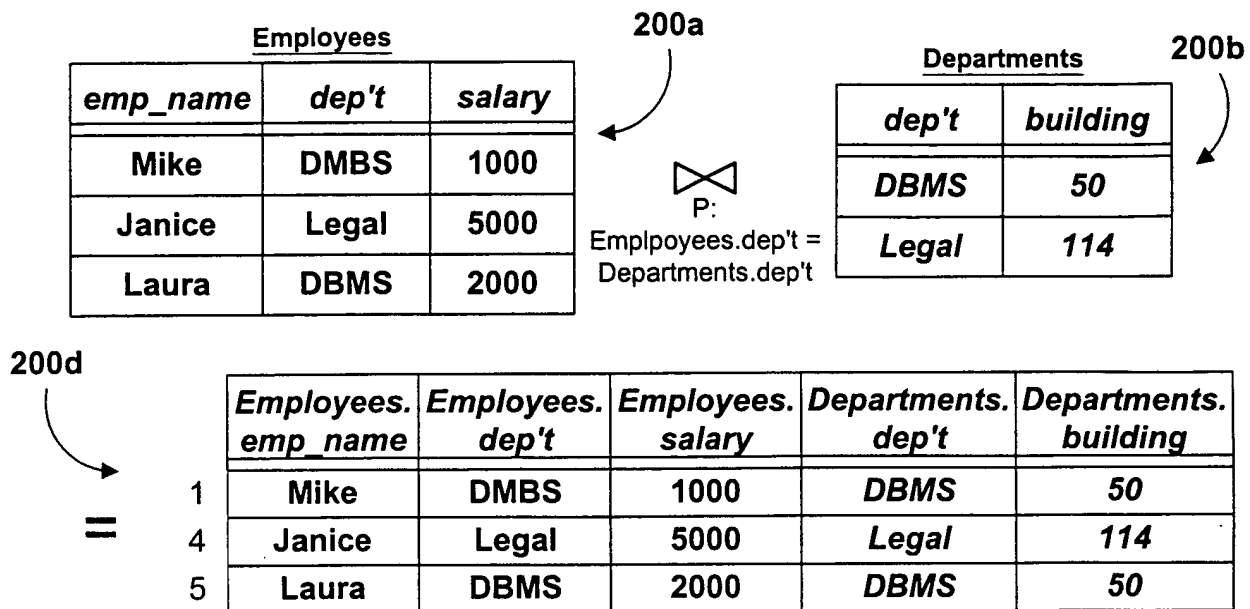 Employees
200a
emp_name dep't salary
Mike DMBS 1000
Janice Legal 5000
Laura DBMS 2000
P:
Emplpoyees.dep't =
Departments.dep't
Departments
200b
dep't building
DBMS 50
Legal 114
200d
=
Employees. Employees. Employees. Departments. Departments.
emp_name dep't salary dep't building
1 Mike DMBS 1000 DBMS 50
4 Janice Legal 5000 Legal 114
5 Laura DBMS 2000 DBMS 50